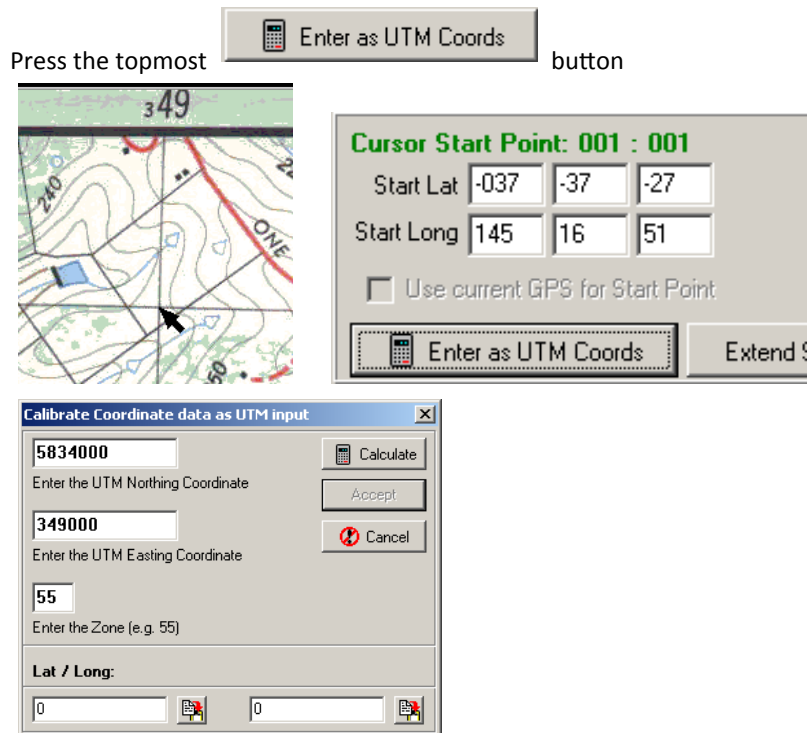 Press the topmost Enter as UTM Coords button
349
240
ONE
50
Cursor Start Point: 001 : 001
Start Lat -037 -37 -27
Start Long 145 16 51
Use current GPS for Start Point
Enter as UTM Coords Extend
Calibrate Coordinate data as UTM input
5834000 Calculate
Enter the UTM Northing Coordinate
Accept
349000
Cancel
Enter the UTM Easting Coordinate
55
Enter the Zone (e.g. 55)
Lat / Long:
0 0